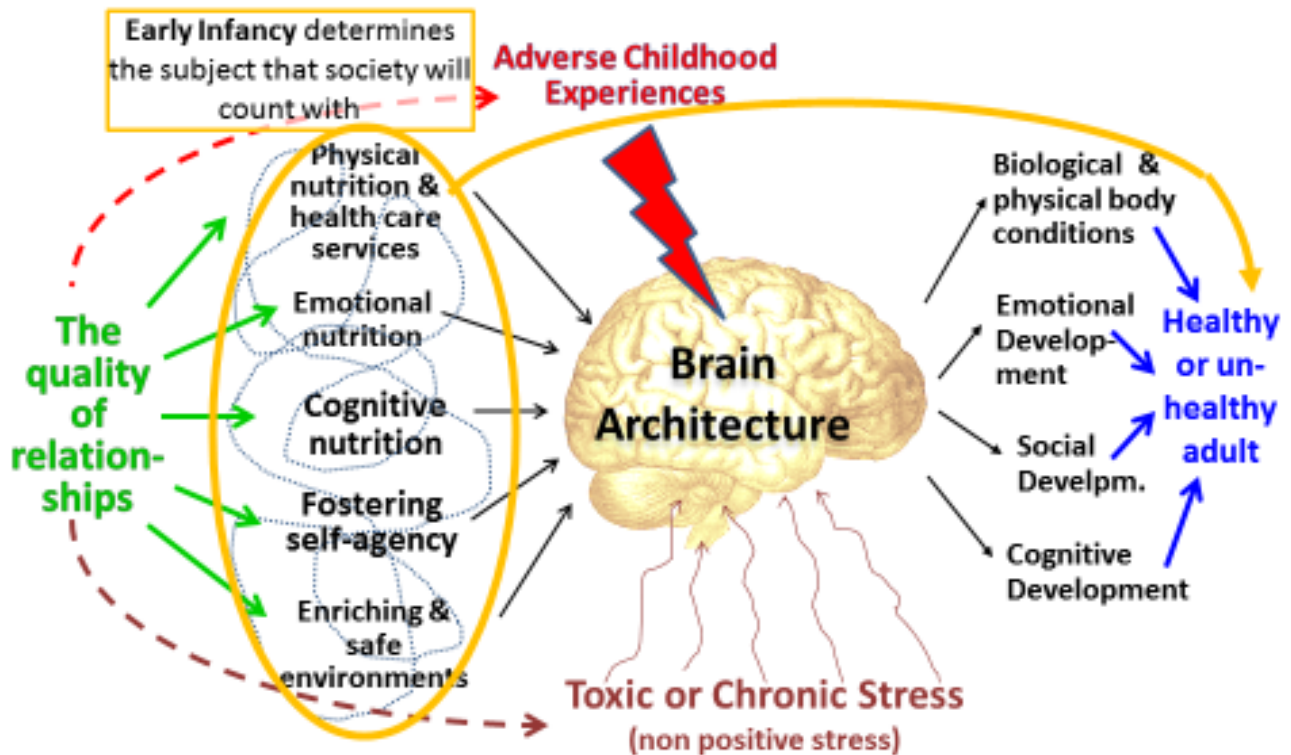 Early Infancy determines
the subject that society will
count with
Adverse Childhood
Experiences
The
quality
of
relation-
ships
Physical
nutrition &
health care
services
Emotional
nutrition
Cognitive
nutrition
Fostering
self-agency
Enriching &
safe
environments
Brain
Architecture
Biological &
physical body
conditions
Emotional
Develop-
ment
Social
Develpm.
Cognitive
Development
Healthy
or un-
healthy
adult
Toxic or Chronic Stress
(non positive stress)